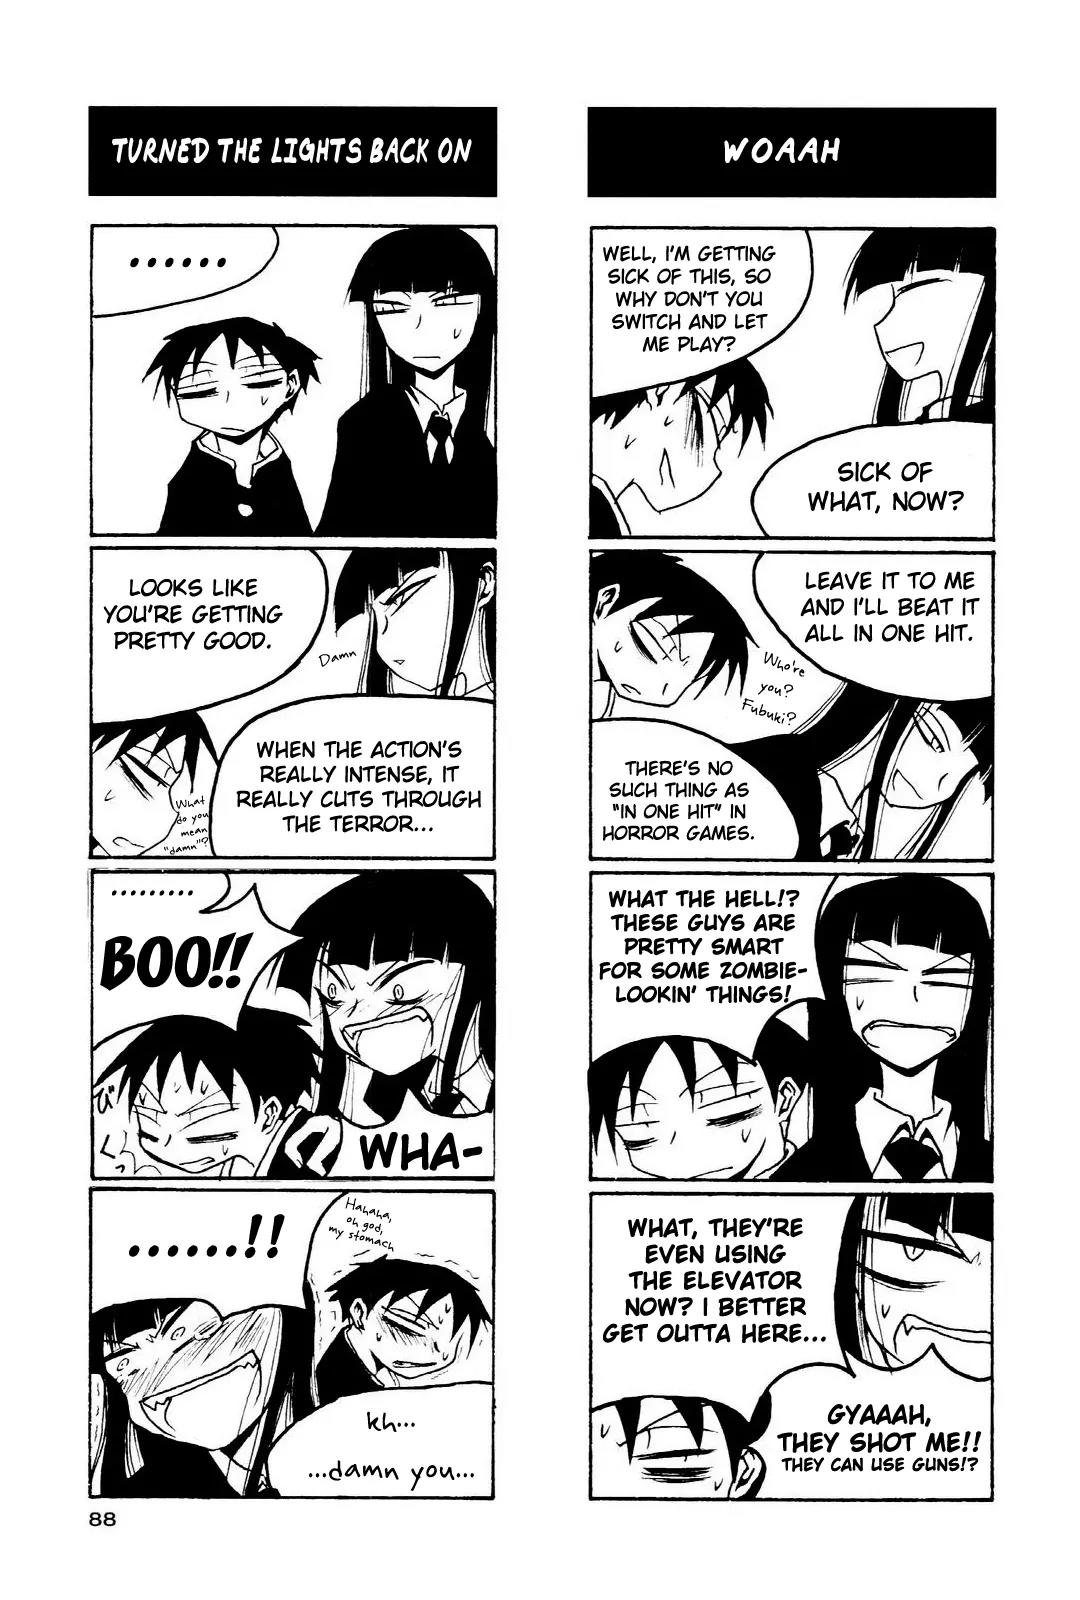 WOAAH
WELL, I'M GETTING
SICK OF THIS, SO
WHY DON'T YOU
SWITCH AND LET
ME PLAY?
SICK OF
WHAT, NOW?
LEAVE IT TO ME
AND I'LL BEAT IT
ALL IN ONE HIT.
Who're
you?
Fubuki?
THERE'S NO
SUCH THING AS
"IN ONE HIT" IN
HORROR GAMES.
WHAT THE HELL!?
THESE GUYS ARE
PRETTY SMART
FOR SOME ZOMBIE-
LOOKIN' THINGS!
WHAT, THEY'RE
EVEN USING
THE ELEVATOR
NOW? I BETTER
GET OUTTA HERE...
GYAAAH,
THEY SHOT ME!!
THEY CAN USE GUNS!?
TURNED THE LIGHTS BACK ON
......
LOOKS LIKE
YOU'RE GETTING
PRETTY GOOD.
Damn
WHEN THE ACTION'S
REALLY INTENSE, IT
REALLY CUTS THROUGH
THE TERROR...
What
do you
mean
"damn"?
.........
BOO!!
びく
くっ
WHA-
......!!
Hahaha,
oh god,
my stomach
kh...
...damn you...
88